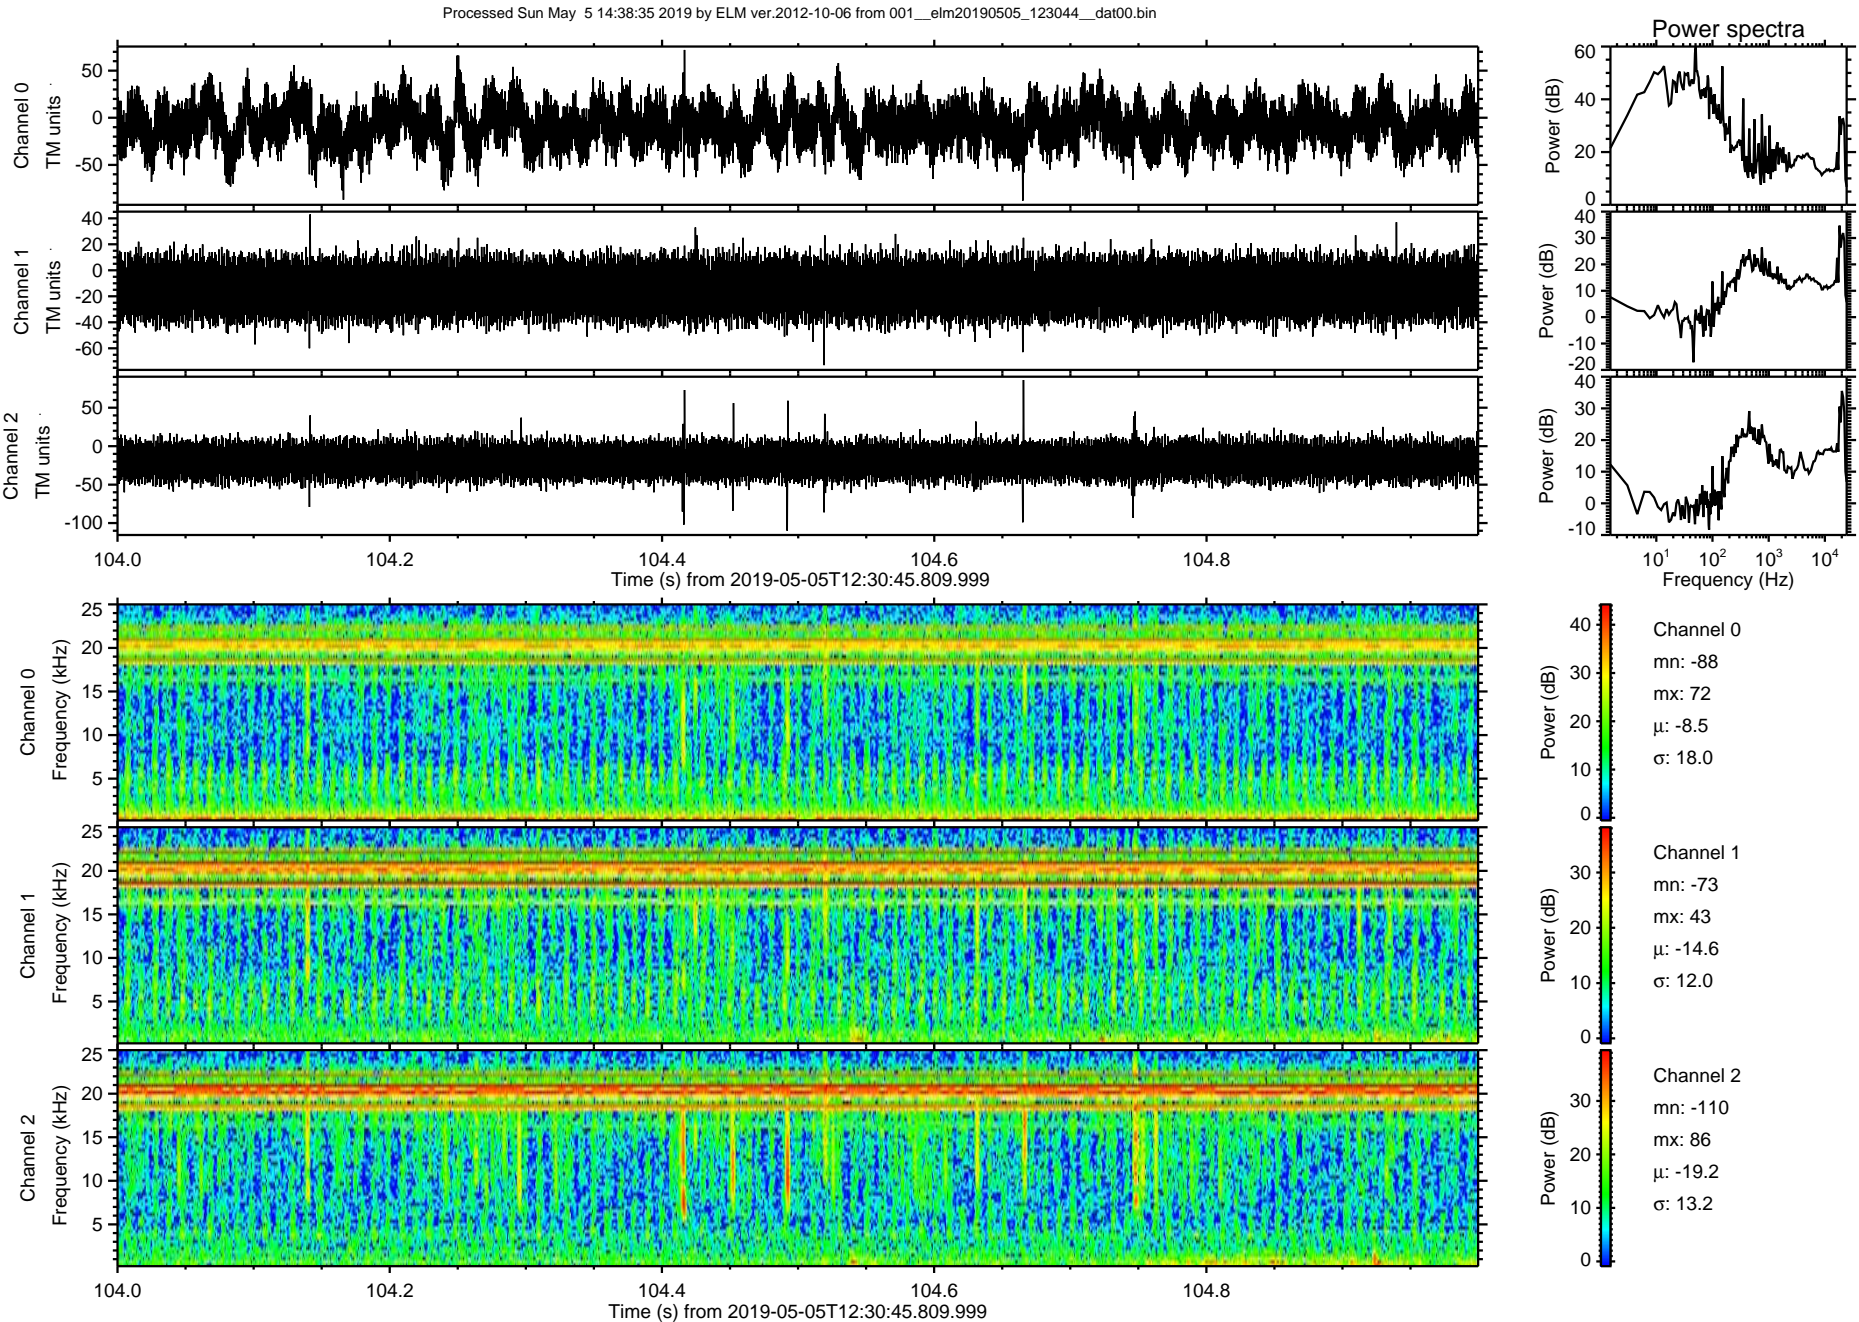 Processed Sun May  5 14:38:35 2019 by ELM ver.2012-10-06 from 001__elm20190505_123044__dat00.bin
Power spectra
Channel 0
TM units
50
0
-50
Power (dB)
60
40
20
0
Channel 1
TM units
40
20
0
-20
-40
-60
Power (dB)
40
30
20
10
0
-10
-20
Channel 2
TM units
50
0
-50
-100
Power (dB)
40
30
20
10
0
-10
104.0 104.2 104.4 104.6 104.8
Time (s) from 2019-05-05T12:30:45.809.999
10^1 10^2 10^3 10^4
Frequency (Hz)
Channel 0
Frequency (kHz)
25
20
15
10
5
Power (dB)
40
30
20
10
0
Channel 0
mn: -88
mx: 72
μ: -8.5
σ: 18.0
Channel 1
Frequency (kHz)
25
20
15
10
5
Power (dB)
30
20
10
0
Channel 1
mn: -73
mx: 43
μ: -14.6
σ: 12.0
Channel 2
Frequency (kHz)
25
20
15
10
5
Power (dB)
30
20
10
0
Channel 2
mn: -110
mx: 86
μ: -19.2
σ: 13.2
104.0 104.2 104.4 104.6 104.8
Time (s) from 2019-05-05T12:30:45.809.999